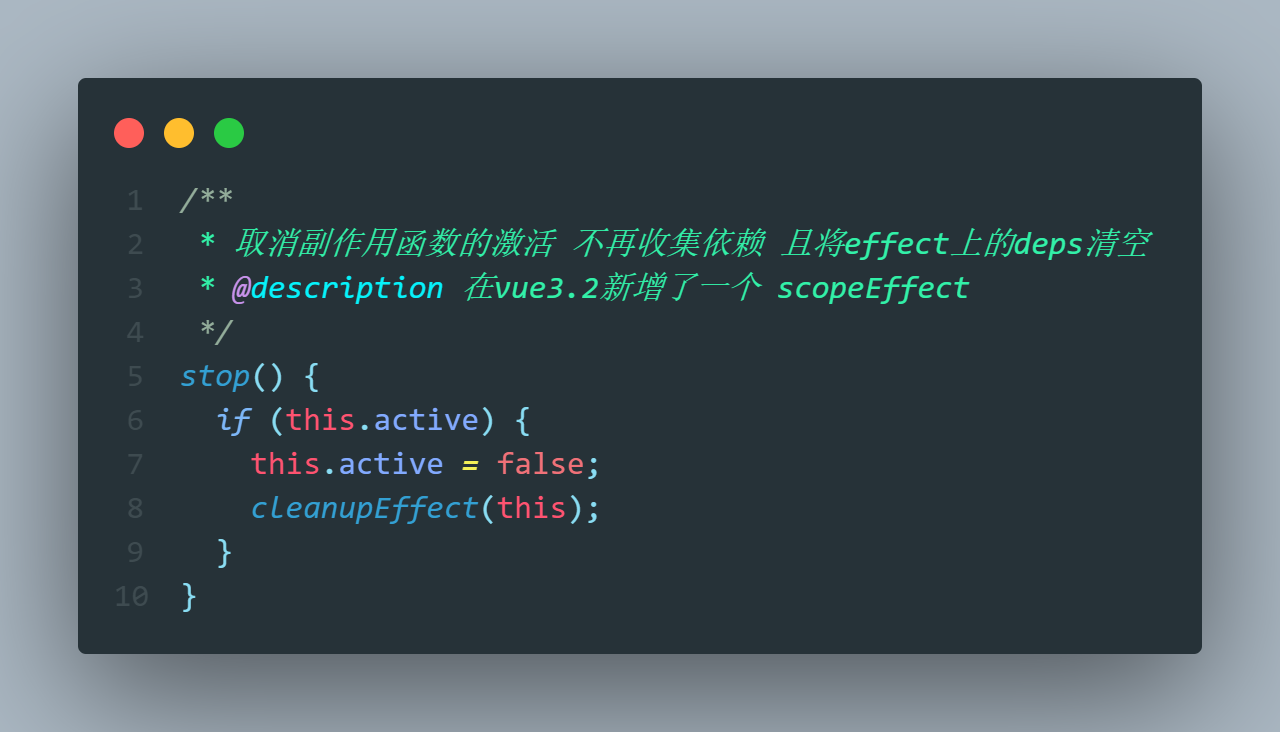 1 /**
2  * 取消副作用函数的激活 不再收集依赖 且将effect上的deps清空
3  * @description 在vue3.2新增了一个 scopeEffect
4  */
5 stop() {
6   if (this.active) {
7     this.active = false;
8     cleanupEffect(this);
9   }
10 }